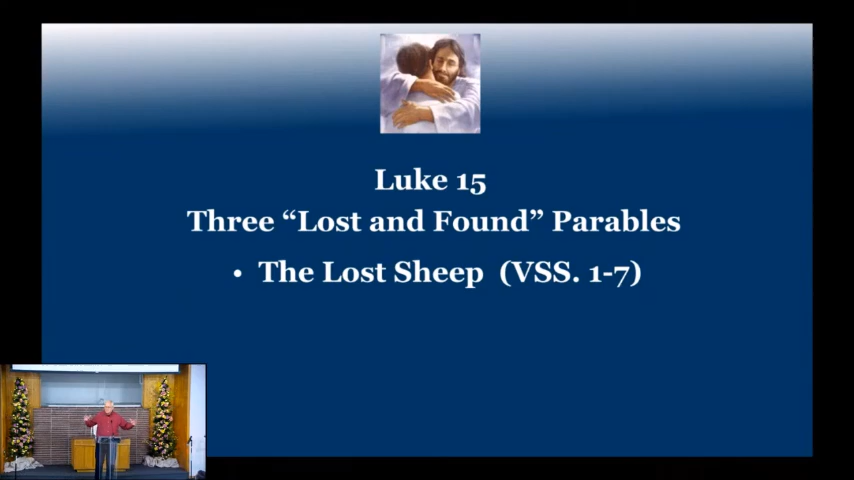 Luke 15
Three “Lost and Found” Parables
• The Lost Sheep (VSS. 1-7)